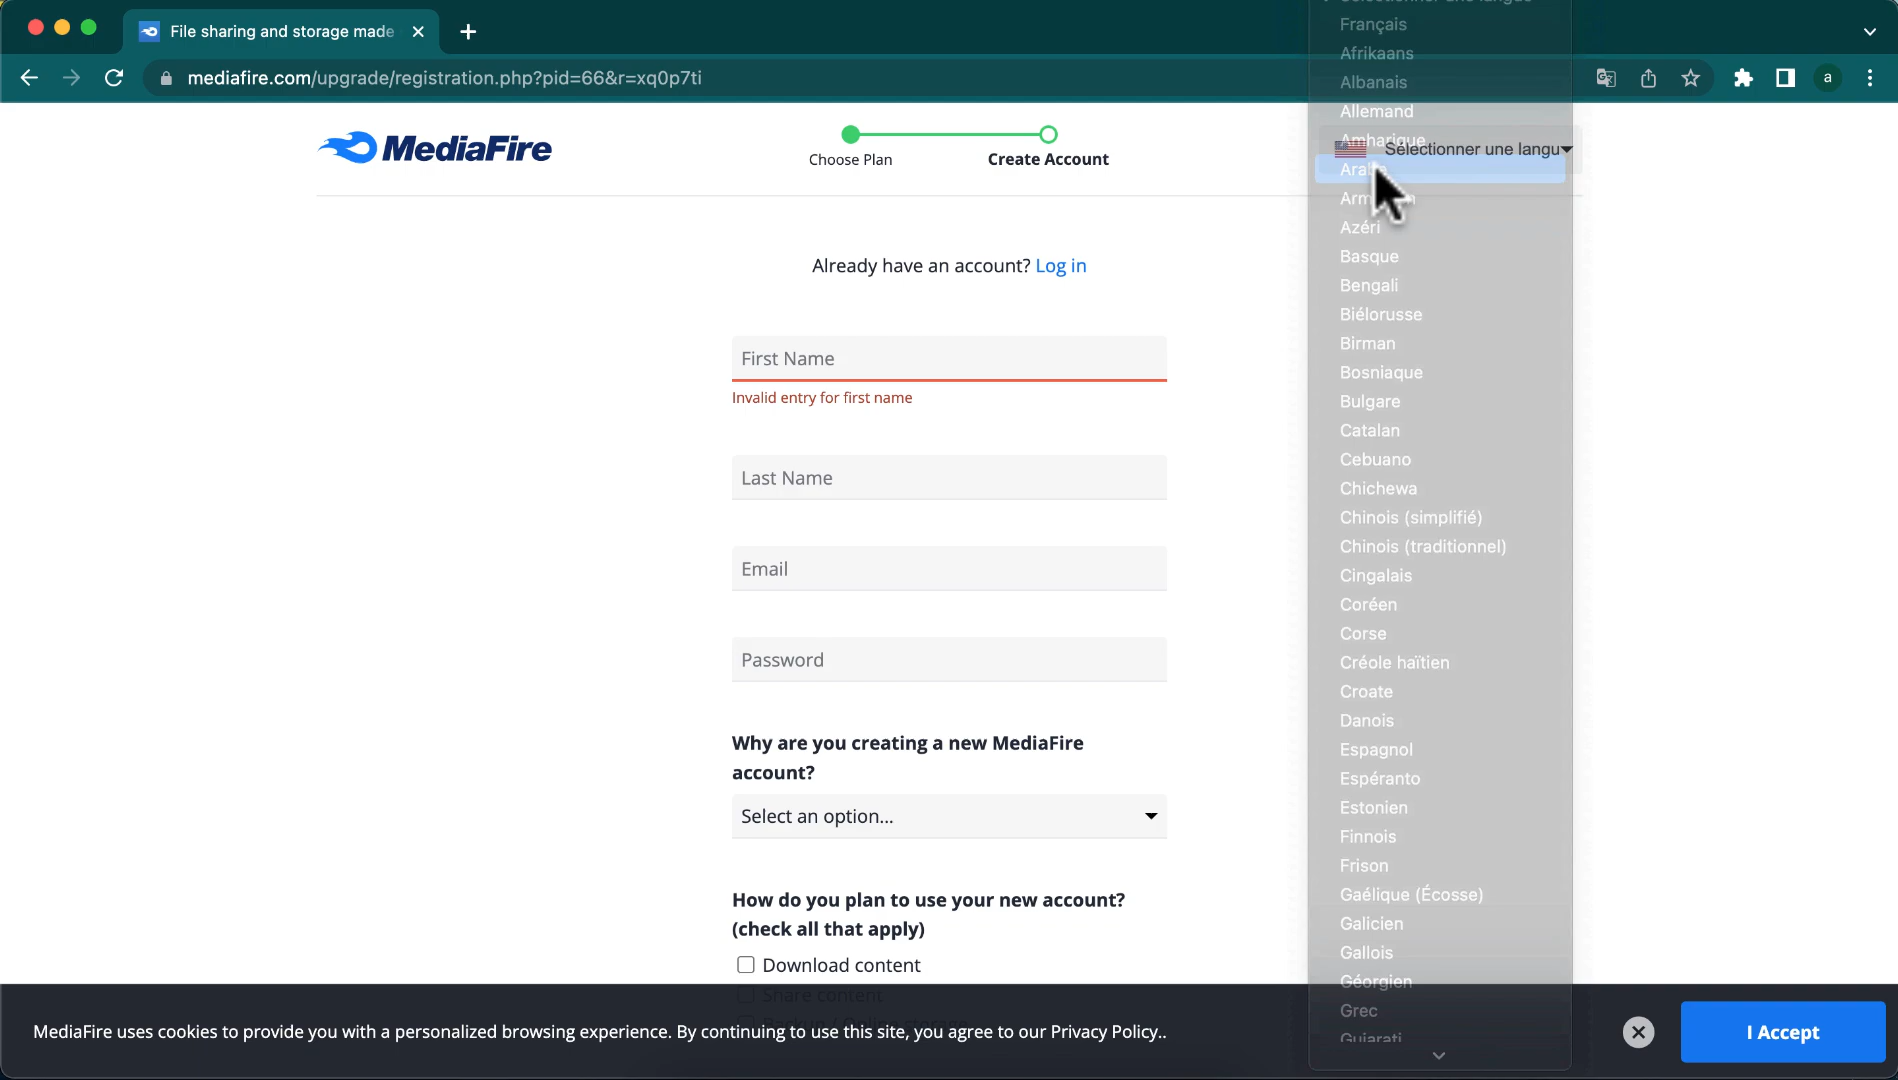 File sharing and storage made
mediafire.com/upgrade/registration.php?pid=66&r=xq0p7ti
a
MediaFire
Choose Plan
Create Account
Sélectionner une langu
Already have an account? Log in
First Name
Invalid entry for first name
Last Name
Email
Password
Why are you creating a new MediaFire
account?
Select an option...
How do you plan to use your new account?
(check all that apply)
Download content
Share content
Français
Afrikaans
Albanais
Allemand
Amharique
Azéri
Basque
Bengali
Biélorusse
Birman
Bosniaque
Bulgare
Catalan
Cebuano
Chichewa
Chinois (simplifié)
Chinois (traditionnel)
Cingalais
Coréen
Corse
Créole haïtien
Croate
Danois
Espagnol
Espéranto
Estonien
Finnois
Frison
Gaélique (Écosse)
Galicien
Gallois
Géorgien
Grec
Gujarati
MediaFire uses cookies to provide you with a personalized browsing experience. By continuing to use this site, you agree to our Privacy Policy..
I Accept